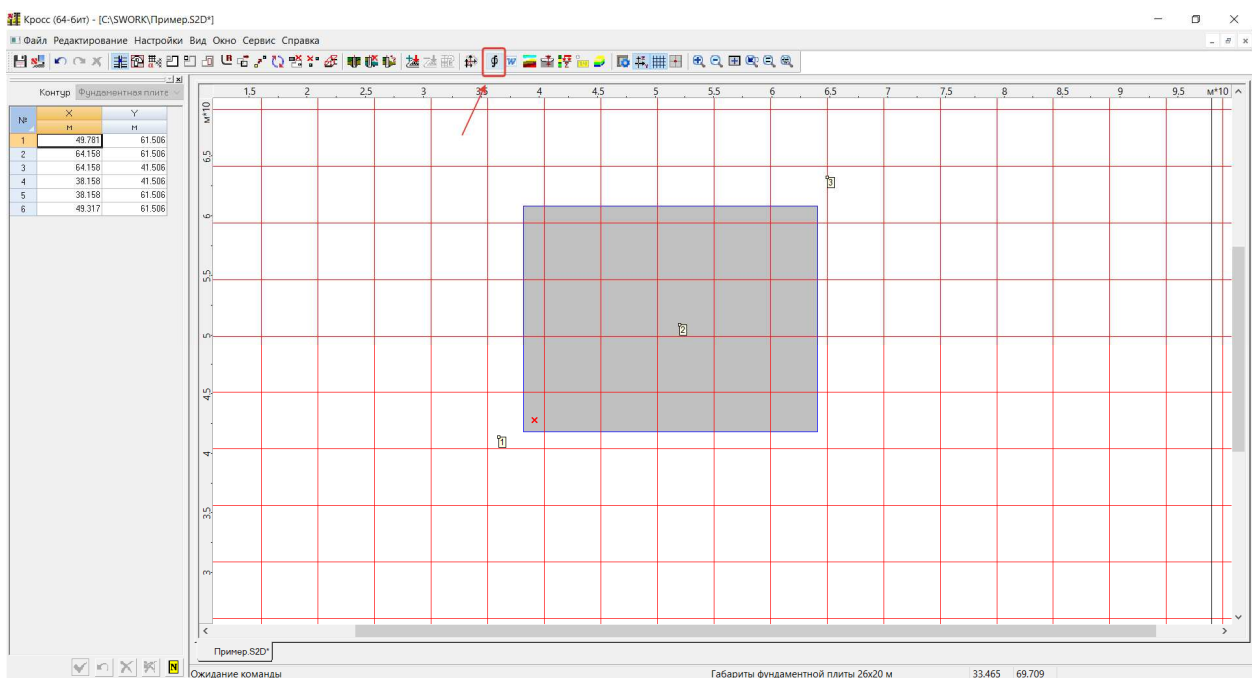 Кросс (64-бит) - [C:\SWORK\Пример.S2D*]
Файл Редактирование Настройки Вид Окно Сервис Справка
Контур Фундаментная плите
№ X Y
м м
1 49.781 61.506
2 64.158 61.506
3 64.158 41.506
4 38.158 41.506
5 38.158 61.506
6 49.317 61.506
1,5 2 2,5 3 3,5 4 4,5 5 5,5 6 6,5 7 7,5 8 8,5 9 9,5 м*10
м*10
6,5
6
5,5
5
4,5
4
3,5
3
3
2
1
Пример.S2D*
N
Ожидание команды Габариты фундаментной плиты 26x20 м 33.465 69.709